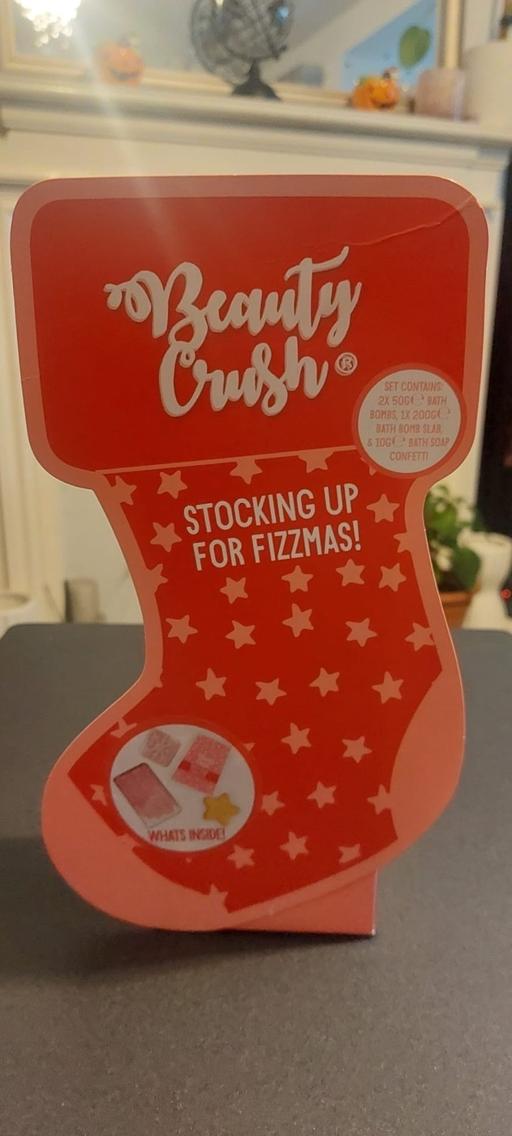 Beauty
Crush®
SET CONTAINS:
2X 50G℮ BATH
BOMBS, 1X 200G℮
BATH BOMB SLAB,
& 10G℮ BATH SOAP
CONFETTI
STOCKING UP
FOR FIZZMAS!
WHATS INSIDE!